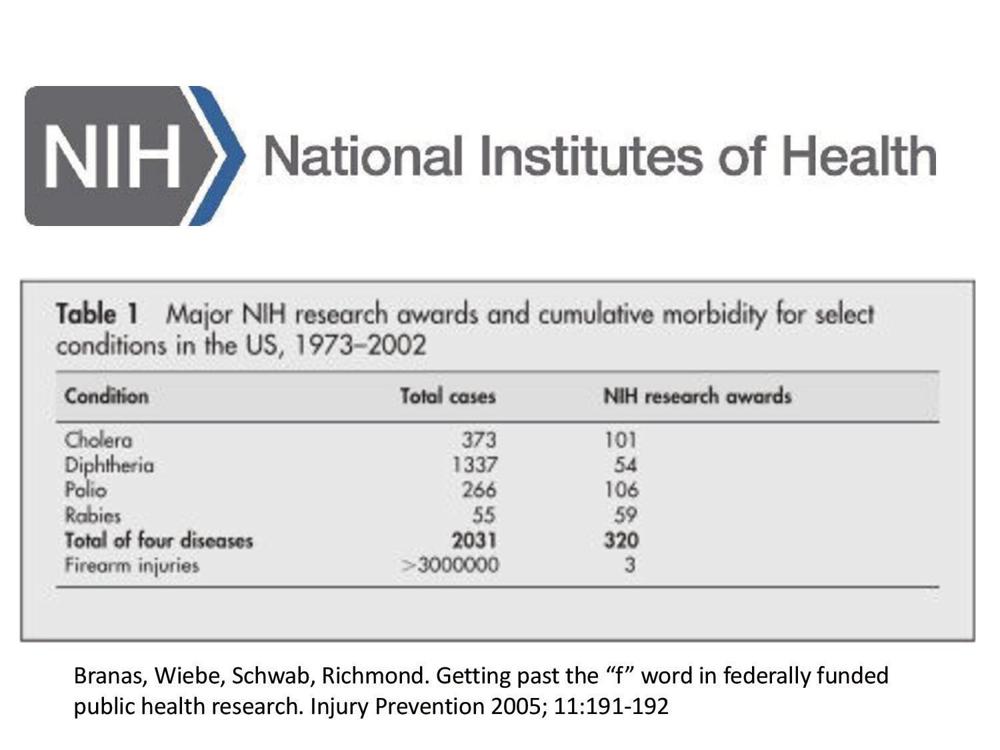 NIH National Institutes of Health
Table 1 Major NIH research awards and cumulative morbidity for select
conditions in the US, 1973–2002
Condition Total cases NIH research awards
Cholera 373 101
Diphtheria 1337 54
Polio 266 106
Rabies 55 59
Total of four diseases 2031 320
Firearm injuries >3000000 3
Branas, Wiebe, Schwab, Richmond. Getting past the “f” word in federally funded
public health research. Injury Prevention 2005; 11:191-192